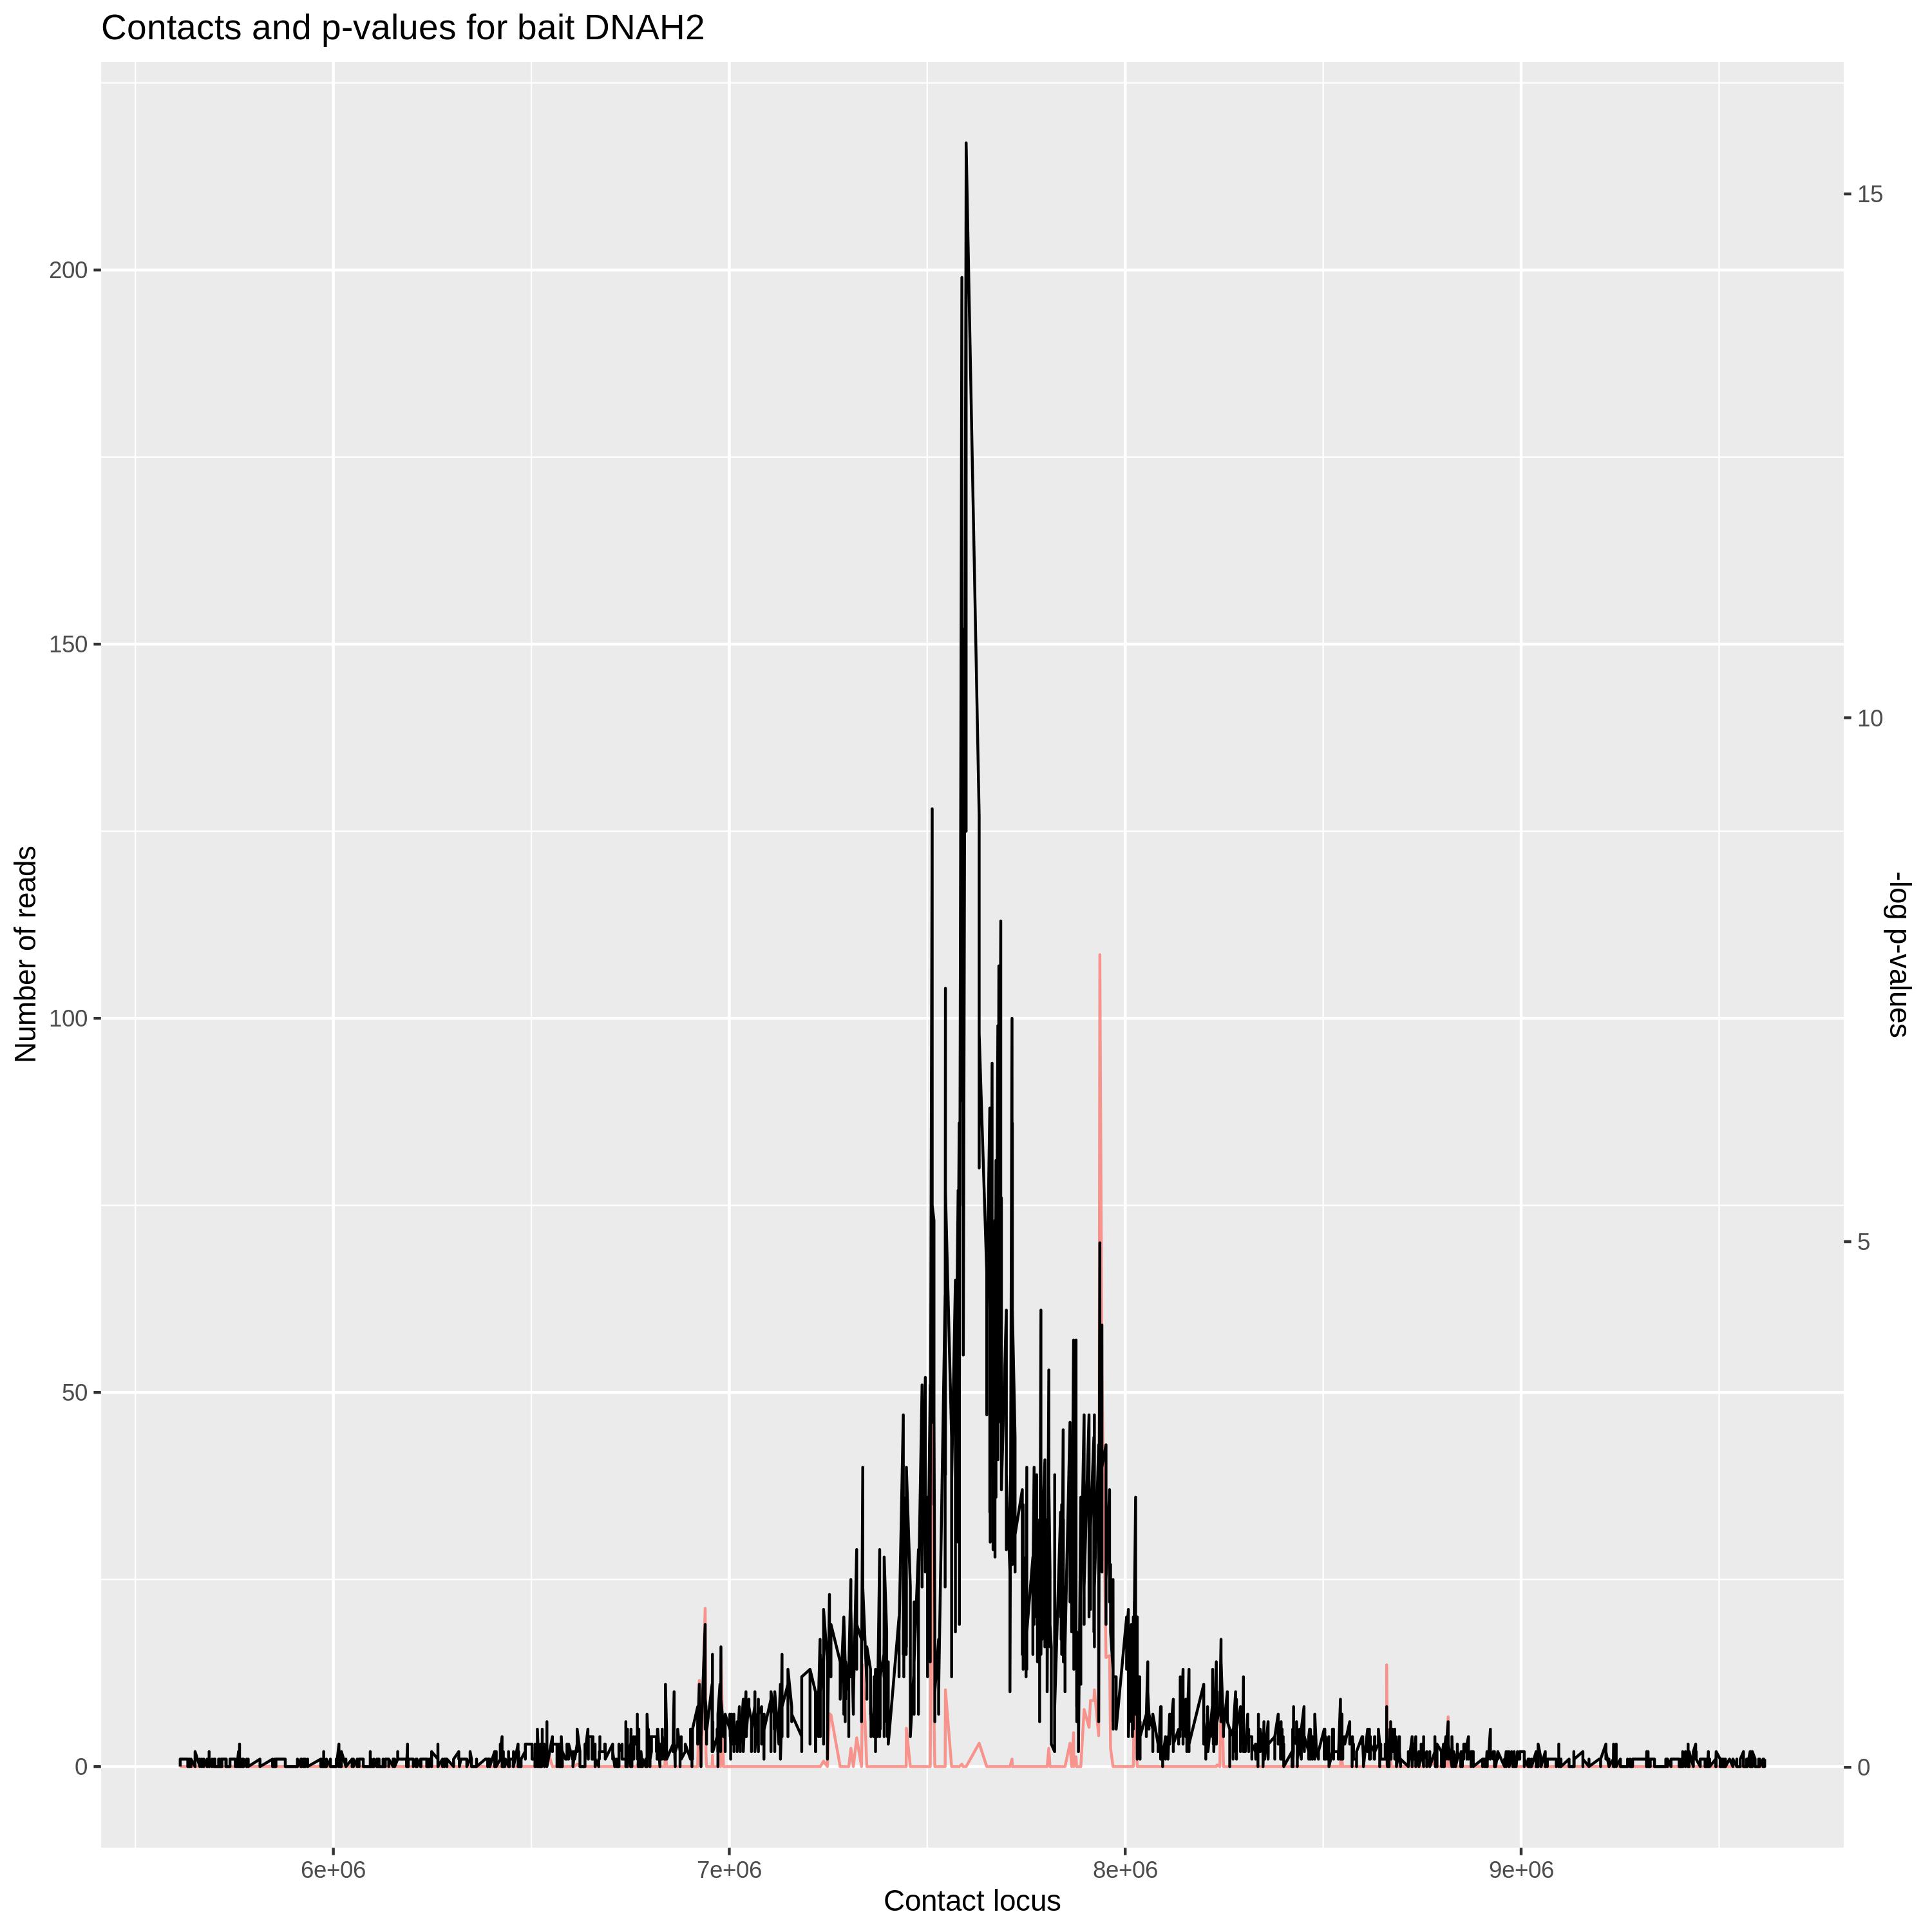 Contacts and p-values for bait DNAH2
Number of reads
200
150
100
50
0
15
10
5
0
-log p-values
6e+06 7e+06 8e+06 9e+06
Contact locus